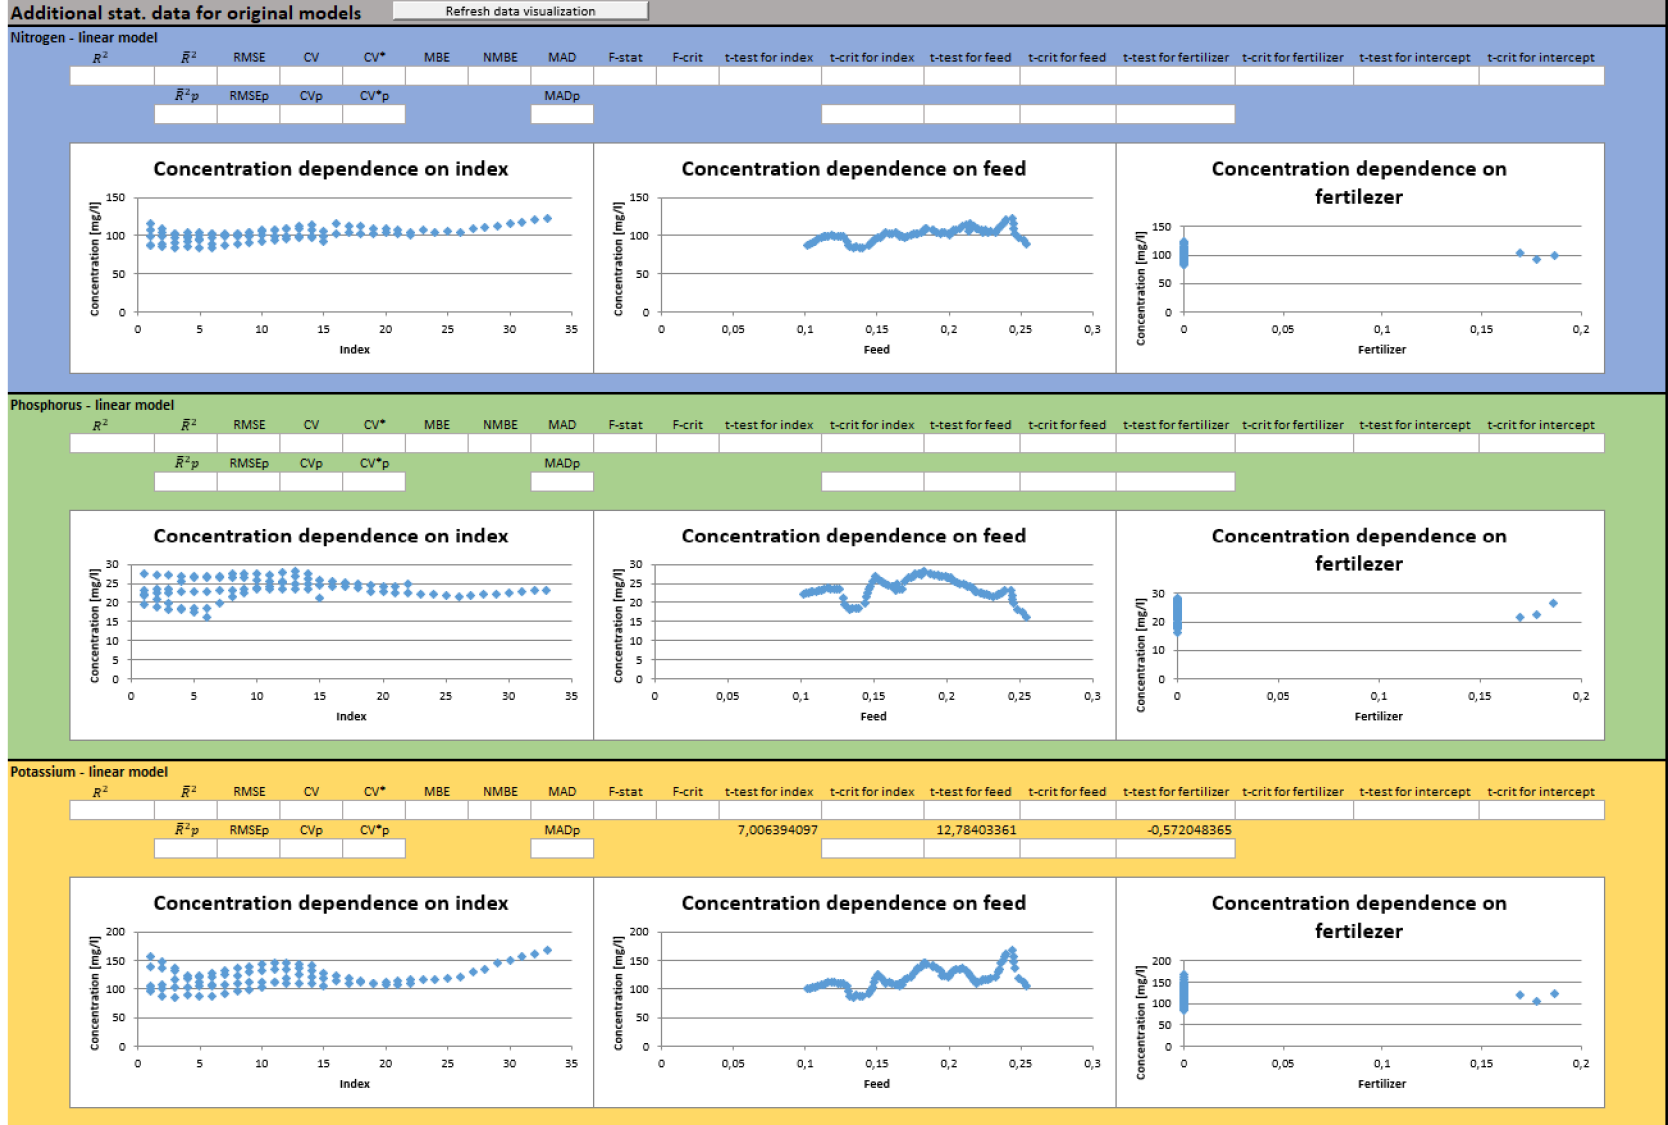 Additional stat. data for original models Refresh data visualization
Nitrogen - linear model
R² R̄² RMSE CV CV* MBE NMBE MAD F-stat F-crit t-test for index t-crit for index t-test for feed t-crit for feed t-test for fertilizer t-crit for fertilizer t-test for intercept t-crit for intercept
R̄²p RMSEp CVp CV*p MADp
Concentration dependence on index
Concentration [mg/l]
150
100
50
0
0 5 10 15 20 25 30 35
Index
Concentration dependence on feed
Concentration [mg/l]
150
100
50
0
0 0,05 0,1 0,15 0,2 0,25 0,3
Feed
Concentration dependence on
fertilezer
Concentration [mg/l]
150
100
50
0
0 0,05 0,1 0,15 0,2
Fertilizer
Phosphorus - linear model
R² R̄² RMSE CV CV* MBE NMBE MAD F-stat F-crit t-test for index t-crit for index t-test for feed t-crit for feed t-test for fertilizer t-crit for fertilizer t-test for intercept t-crit for intercept
R̄²p RMSEp CVp CV*p MADp
Concentration dependence on index
Concentration [mg/l]
30
25
20
15
10
5
0
0 5 10 15 20 25 30 35
Index
Concentration dependence on feed
Concentration [mg/l]
30
25
20
15
10
5
0
0 0,05 0,1 0,15 0,2 0,25 0,3
Feed
Concentration dependence on
fertilezer
Concentration [mg/l]
30
20
10
0
0 0,05 0,1 0,15 0,2
Fertilizer
Potassium - linear model
R² R̄² RMSE CV CV* MBE NMBE MAD F-stat F-crit t-test for index t-crit for index t-test for feed t-crit for feed t-test for fertilizer t-crit for fertilizer t-test for intercept t-crit for intercept
R̄²p RMSEp CVp CV*p MADp 7,006394097 12,78403361 -0,572048365
Concentration dependence on index
Concentration [mg/l]
200
150
100
50
0
0 5 10 15 20 25 30 35
Index
Concentration dependence on feed
Concentration [mg/l]
200
150
100
50
0
0 0,05 0,1 0,15 0,2 0,25 0,3
Feed
Concentration dependence on
fertilezer
Concentration [mg/l]
200
150
100
50
0
0 0,05 0,1 0,15 0,2
Fertilizer